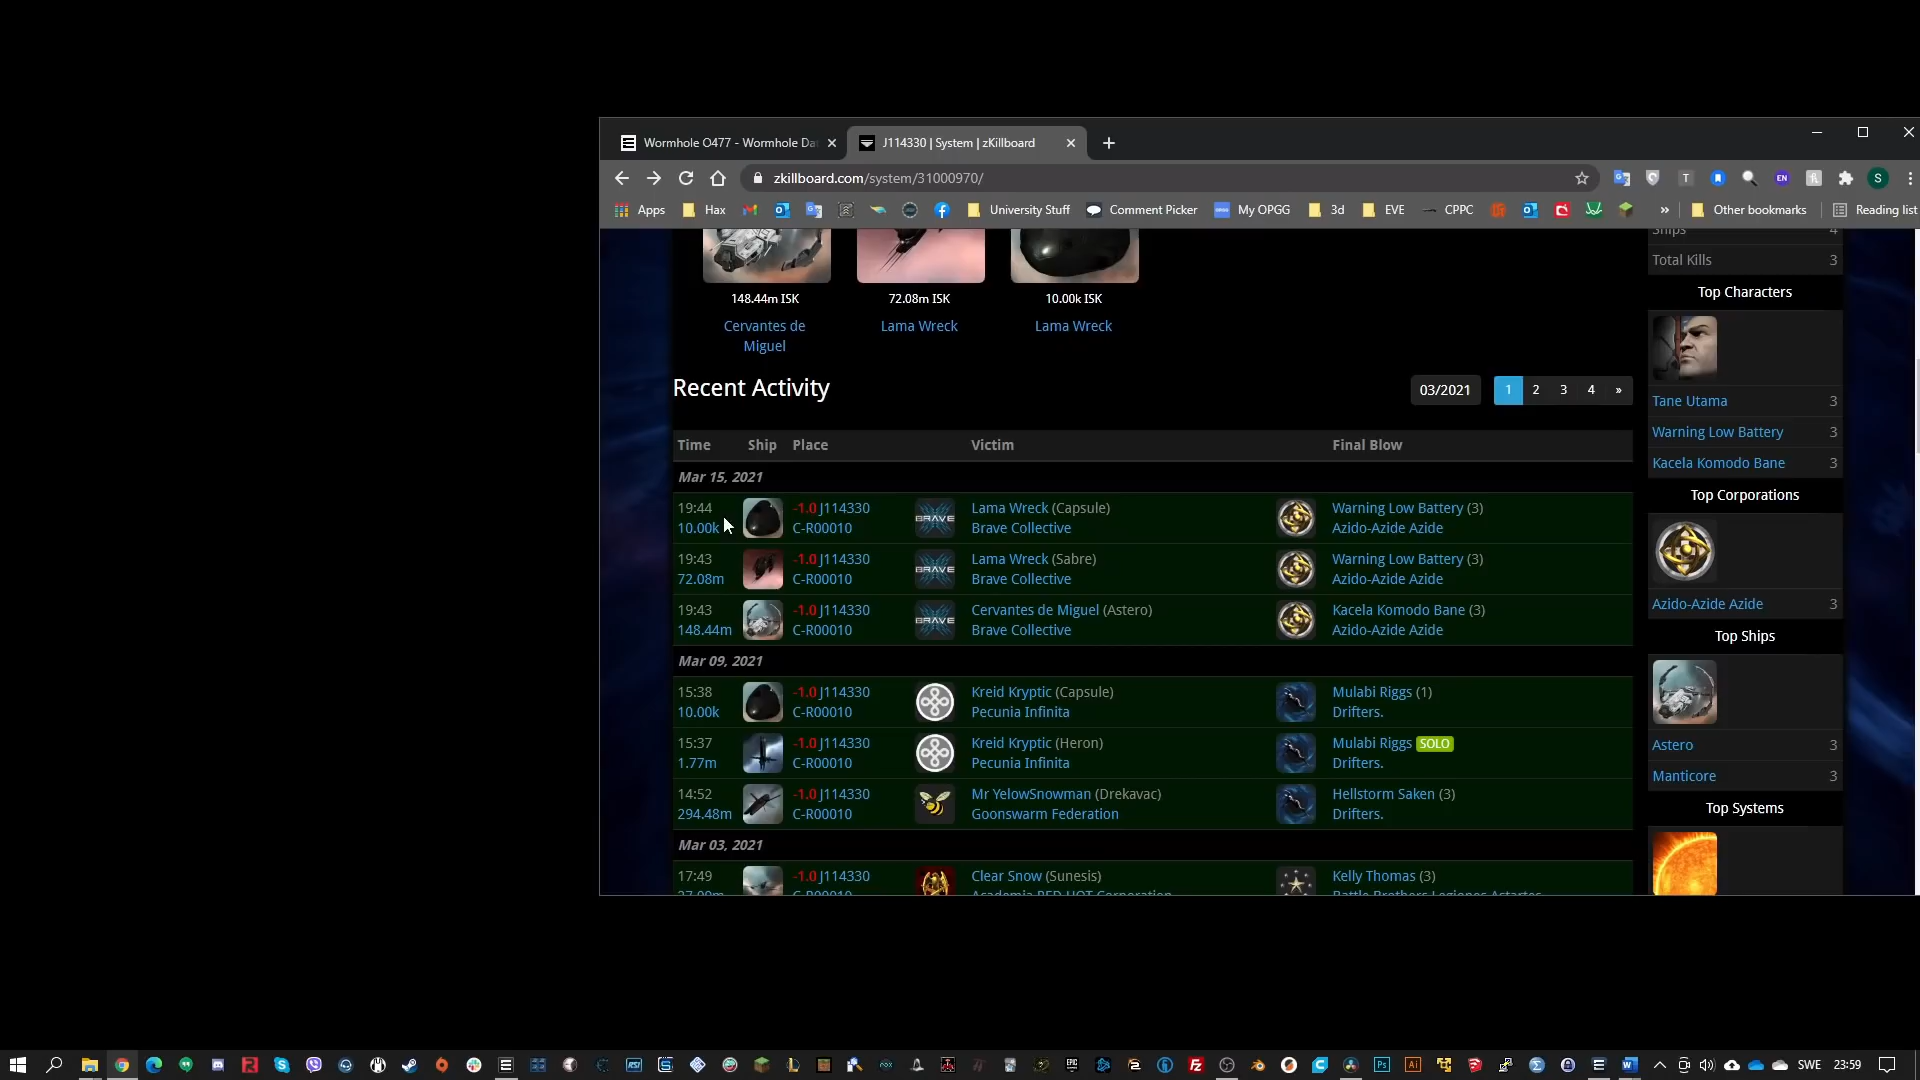 Wormhole O477 - Wormhole Da
J114330 | System | zKillboard
zkillboard.com/system/31000970/
Apps
Hax
University Stuff
Comment Picker
My OPGG
3d
EVE
CPPC
»
Other bookmarks
Reading list
148.44m ISK
72.08m ISK
10.00k ISK
Cervantes de
Miguel
Lama Wreck
Lama Wreck
Recent Activity
03/2021
1 2 3 4 »
Time Ship Place Victim Final Blow
Mar 15, 2021
19:44 -1.0 J114330 Lama Wreck (Capsule) Warning Low Battery (3)
10.00k C-R00010 BRAVE Brave Collective Azido-Azide Azide
19:43 -1.0 J114330 Lama Wreck (Sabre) Warning Low Battery (3)
72.08m C-R00010 BRAVE Brave Collective Azido-Azide Azide
19:43 -1.0 J114330 Cervantes de Miguel (Astero) Kacela Komodo Bane (3)
148.44m C-R00010 BRAVE Brave Collective Azido-Azide Azide
Mar 09, 2021
15:38 -1.0 J114330 Kreid Kryptic (Capsule) Mulabi Riggs (1)
10.00k C-R00010 Pecunia Infinita Drifters.
15:37 -1.0 J114330 Kreid Kryptic (Heron) Mulabi Riggs SOLO
1.77m C-R00010 Pecunia Infinita Drifters.
14:52 -1.0 J114330 Mr YelowSnowman (Drekavac) Hellstorm Saken (3)
294.48m C-R00010 Goonswarm Federation Drifters.
Mar 03, 2021
17:49 -1.0 J114330 Clear Snow (Sunesis) Kelly Thomas (3)
Ships 4
Total Kills 3
Top Characters
Tane Utama 3
Warning Low Battery 3
Kacela Komodo Bane 3
Top Corporations
Azido-Azide Azide 3
Top Ships
Astero 3
Manticore 3
Top Systems
SWE
23:59